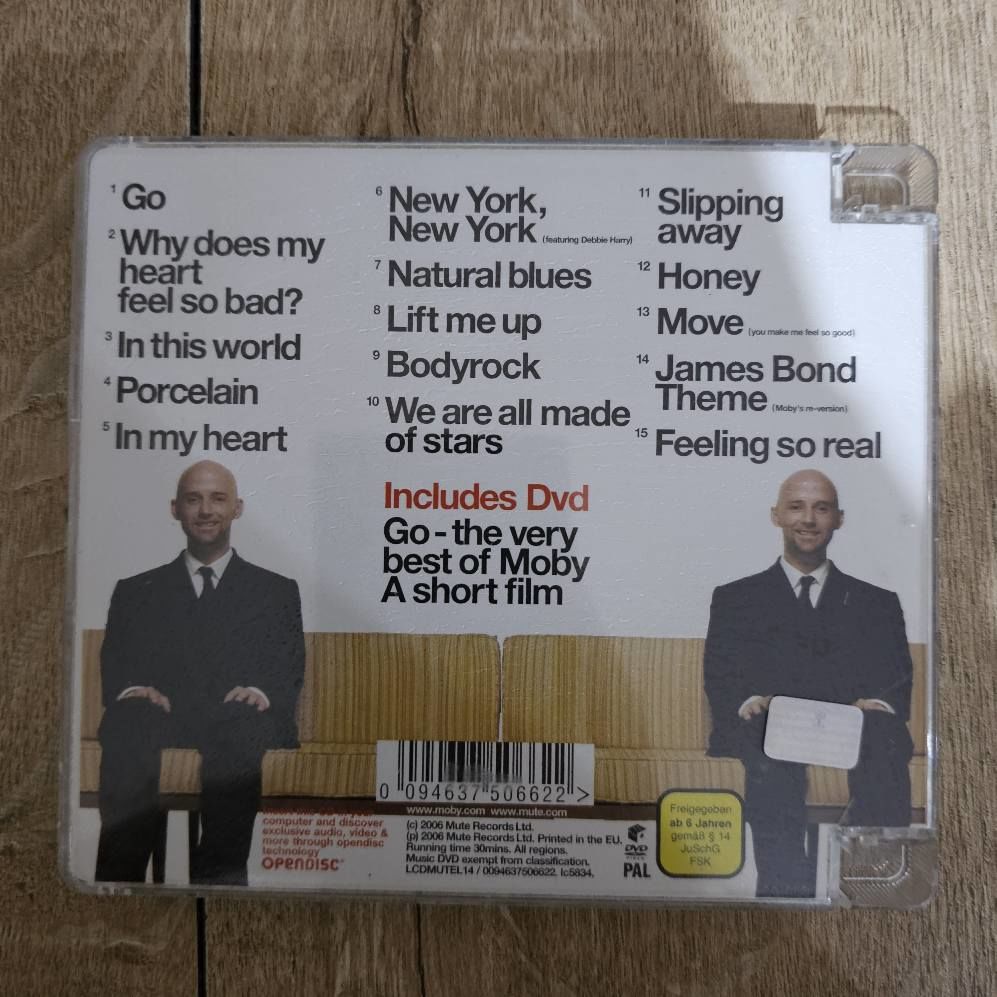 1 Go
2 Why does my
heart
feel so bad?
3 In this world
4 Porcelain
5 In my heart
6 New York,
New York (featuring Debbie Harry)
7 Natural blues
8 Lift me up
9 Bodyrock
10 We are all made
of stars
11 Slipping
away
12 Honey
13 Move (you make me feel so good)
14 James Bond
Theme (Moby's re-version)
15 Feeling so real
Includes Dvd
Go - the very
best of Moby
A short film
0 094637 506622 >
www.moby.com www.mute.com
computer and discover
exclusive audio, video &
more through opendisc
technology
OPENDISC
(c) 2006 Mute Records Ltd.
(p) 2006 Mute Records Ltd. Printed in the EU.
Running time 30mins. All regions.
Music DVD exempt from classification.
LCDMUTEL14 / 0094637506622. lc5834.
DVD
VIDEO
PAL
Freigegeben
ab 6 Jahren
gemäß § 14
JuSchG
FSK